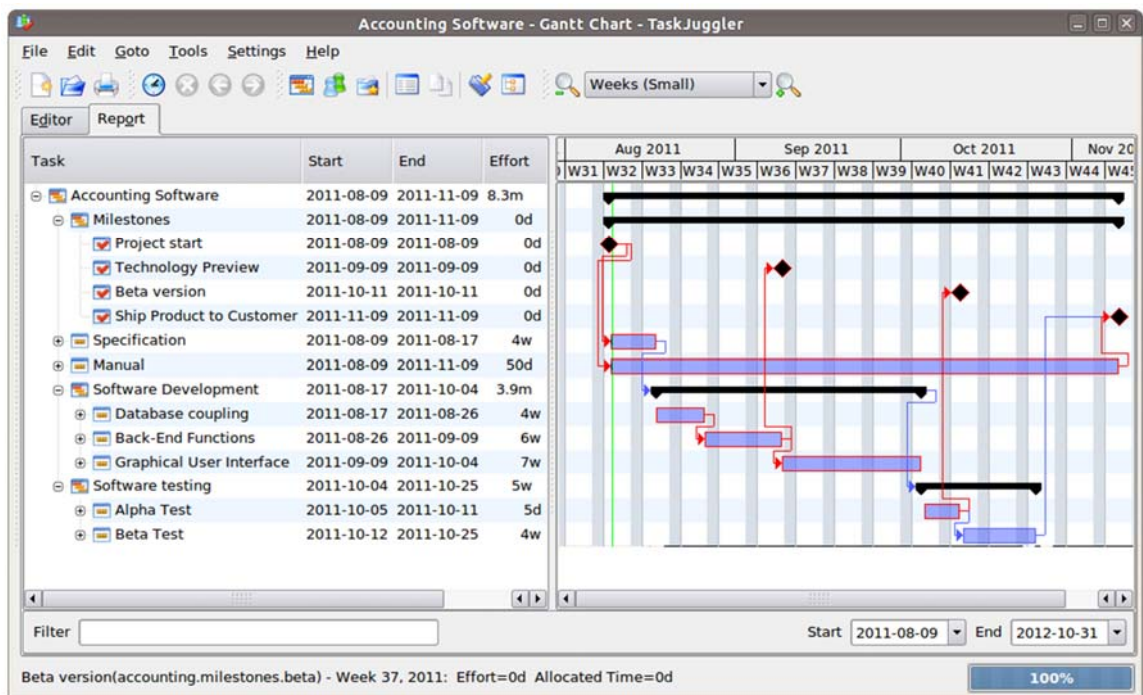 Accounting Software - Gantt Chart - TaskJuggler
File Edit Goto Tools Settings Help
Weeks (Small)
Editor Report
Task Start End Effort
Aug 2011 Sep 2011 Oct 2011 Nov 20
W31 W32 W33 W34 W35 W36 W37 W38 W39 W40 W41 W42 W43 W44 W45
Accounting Software 2011-08-09 2011-11-09 8.3m
Milestones 2011-08-09 2011-11-09 0d
Project start 2011-08-09 2011-08-09 0d
Technology Preview 2011-09-09 2011-09-09 0d
Beta version 2011-10-11 2011-10-11 0d
Ship Product to Customer 2011-11-09 2011-11-09 0d
Specification 2011-08-09 2011-08-17 4w
Manual 2011-08-09 2011-11-09 50d
Software Development 2011-08-17 2011-10-04 3.9m
Database coupling 2011-08-17 2011-08-26 4w
Back-End Functions 2011-08-26 2011-09-09 6w
Graphical User Interface 2011-09-09 2011-10-04 7w
Software testing 2011-10-04 2011-10-25 5w
Alpha Test 2011-10-05 2011-10-11 5d
Beta Test 2011-10-12 2011-10-25 4w
Filter Start 2011-08-09 End 2012-10-31
Beta version(accounting.milestones.beta) - Week 37, 2011: Effort=0d Allocated Time=0d 100%